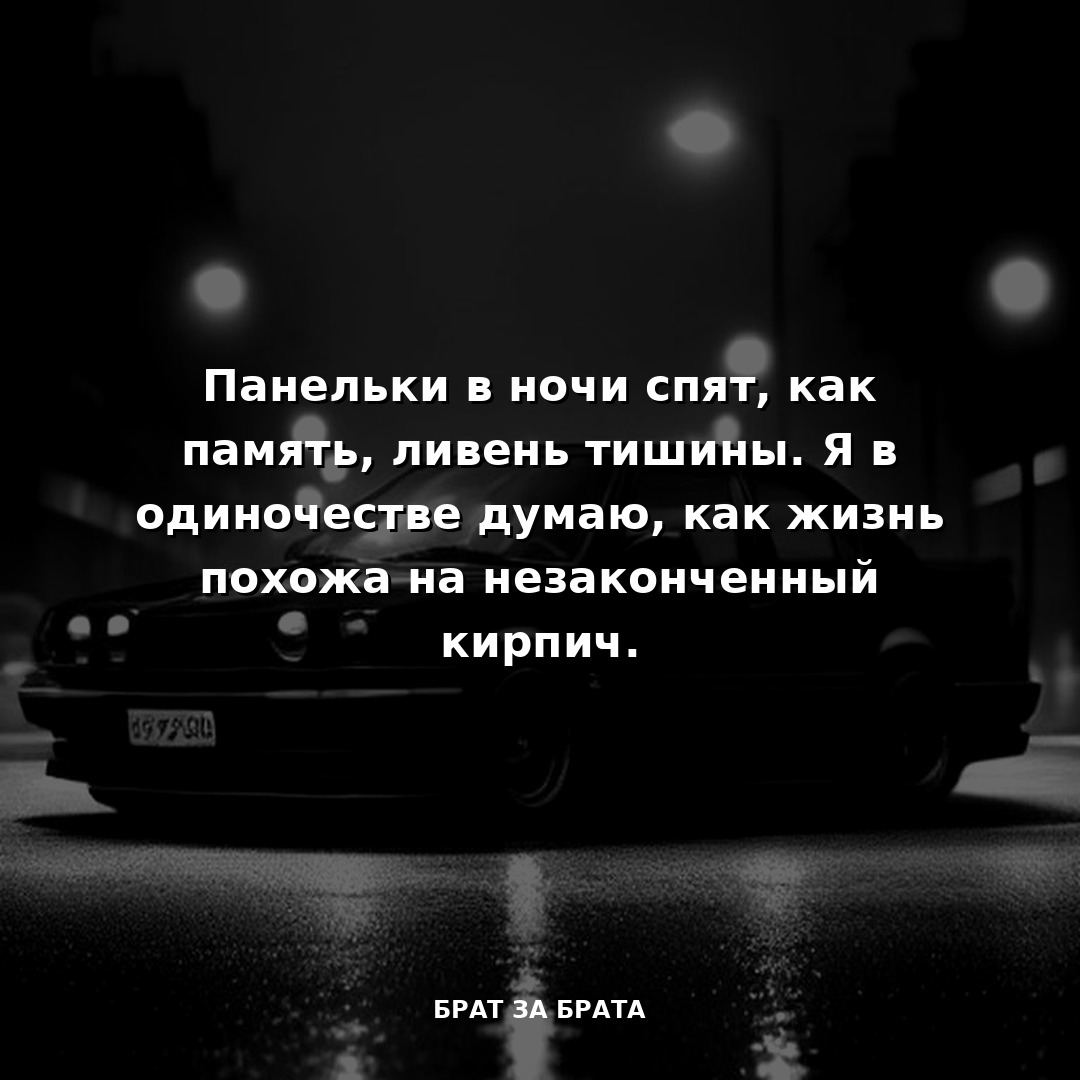 Панельки в ночи спят, как
память, ливень тишины. Я в
одиночестве думаю, как жизнь
похожа на незаконченный
кирпич.
БРАТ ЗА БРАТА